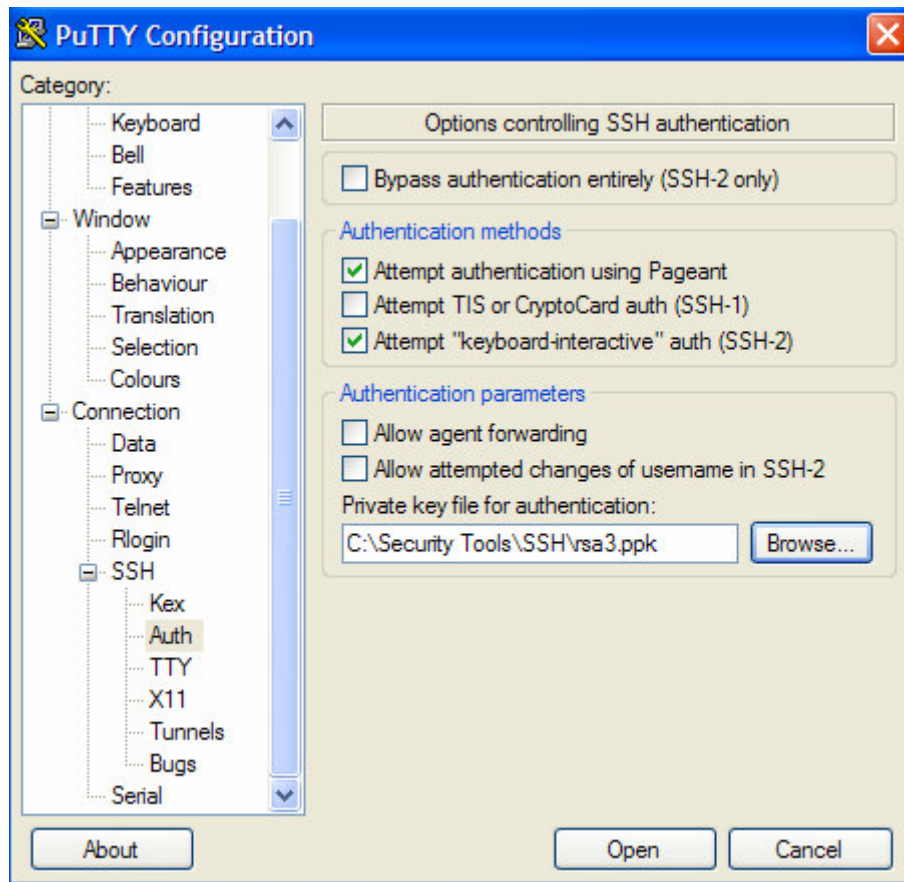 PuTTY Configuration
Category:
Keyboard
Bell
Features
Window
Appearance
Behaviour
Translation
Selection
Colours
Connection
Data
Proxy
Telnet
Rlogin
SSH
Kex
Auth
TTY
X11
Tunnels
Bugs
Serial
Options controlling SSH authentication
Bypass authentication entirely (SSH-2 only)
Authentication methods
Attempt authentication using Pageant
Attempt TIS or CryptoCard auth (SSH-1)
Attempt "keyboard-interactive" auth (SSH-2)
Authentication parameters
Allow agent forwarding
Allow attempted changes of username in SSH-2
Private key file for authentication:
C:\Security Tools\SSH\rsa3.ppk
Browse...
About
Open
Cancel